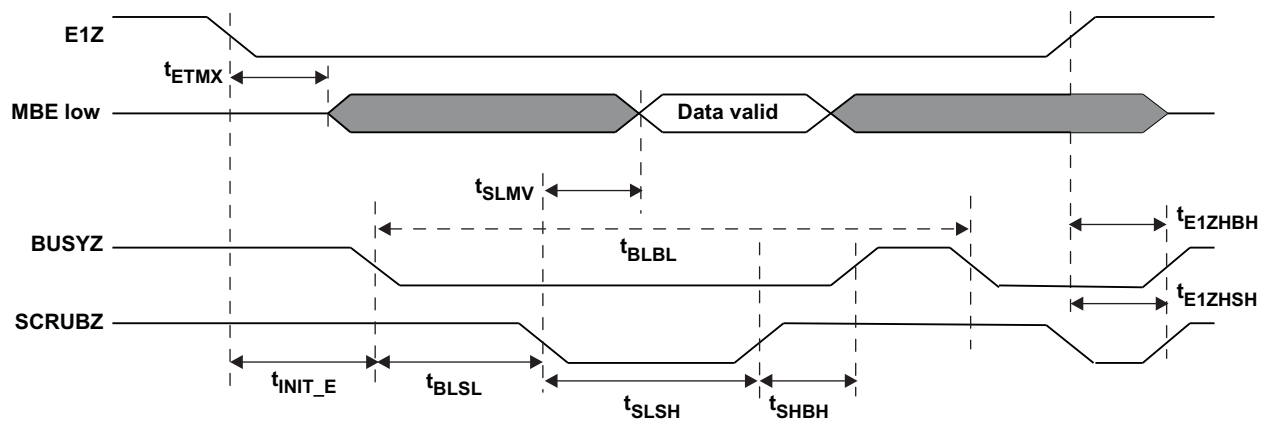 E1Z
tETMX
MBE low
Data valid
tSLMV
tE1ZHBH
BUSYZ
tBLBL
tE1ZHSH
SCRUBZ
tINIT_E
tBLSL
tSLSH
tSHBH